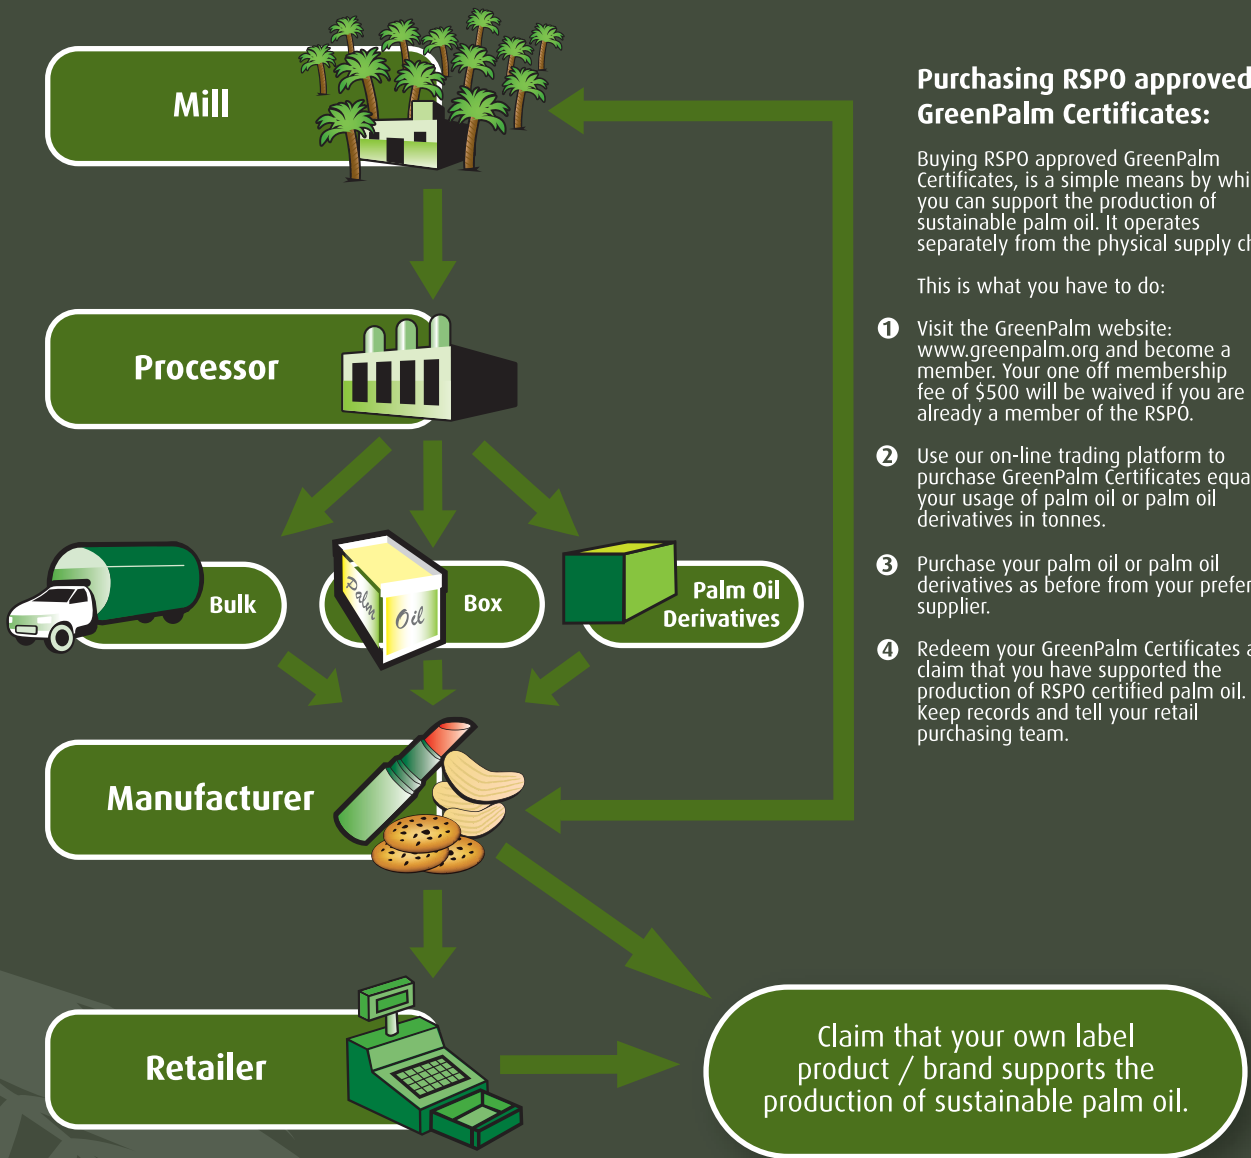 Mill
Processor
Bulk
Palm
Oil
Box
Palm Oil
Derivatives
Manufacturer
Retailer
Claim that your own label
product / brand supports the
production of sustainable palm oil.
Purchasing RSPO approved
GreenPalm Certificates:
Buying RSPO approved GreenPalm
Certificates, is a simple means by
you can support the production of
sustainable palm oil. It operates
separately from the physical supply
This is what you have to do:
1 Visit the GreenPalm website:
www.greenpalm.org and become a
member. Your one off membership
fee of $500 will be waived if you are
already a member of the RSPO.
2 Use our on-line trading platform to
purchase GreenPalm Certificates
your usage of palm oil or palm oil
derivatives in tonnes.
3 Purchase your palm oil or palm oil
derivatives as before from your
supplier.
4 Redeem your GreenPalm Certificates
claim that you have supported the
production of RSPO certified palm oil.
Keep records and tell your retail
purchasing team.